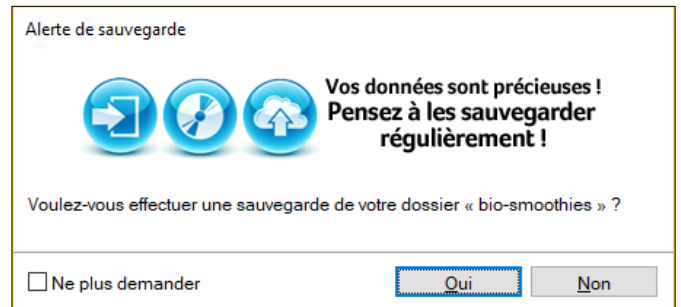 Alerte de sauvegarde
Vos données sont précieuses !
Pensez à les sauvegarder
régulièrement !
Voulez-vous effectuer une sauvegarde de votre dossier « bio-smoothies » ?
Ne plus demander
Oui
Non